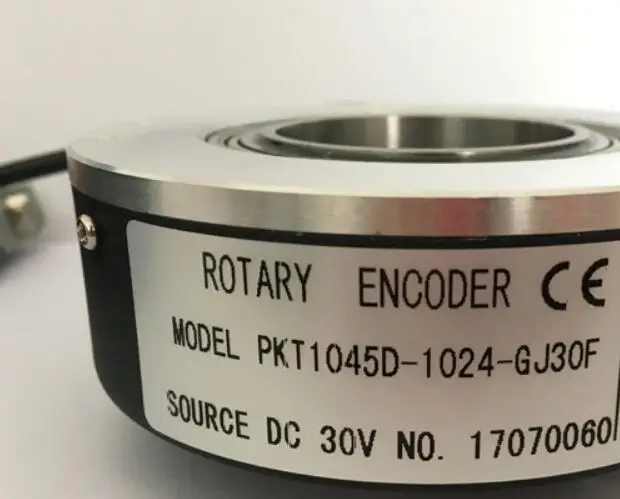 ROTARY ENCODER CE
MODEL PKT1045D-1024-GJ30F
SOURCE DC 30V NO. 17070060